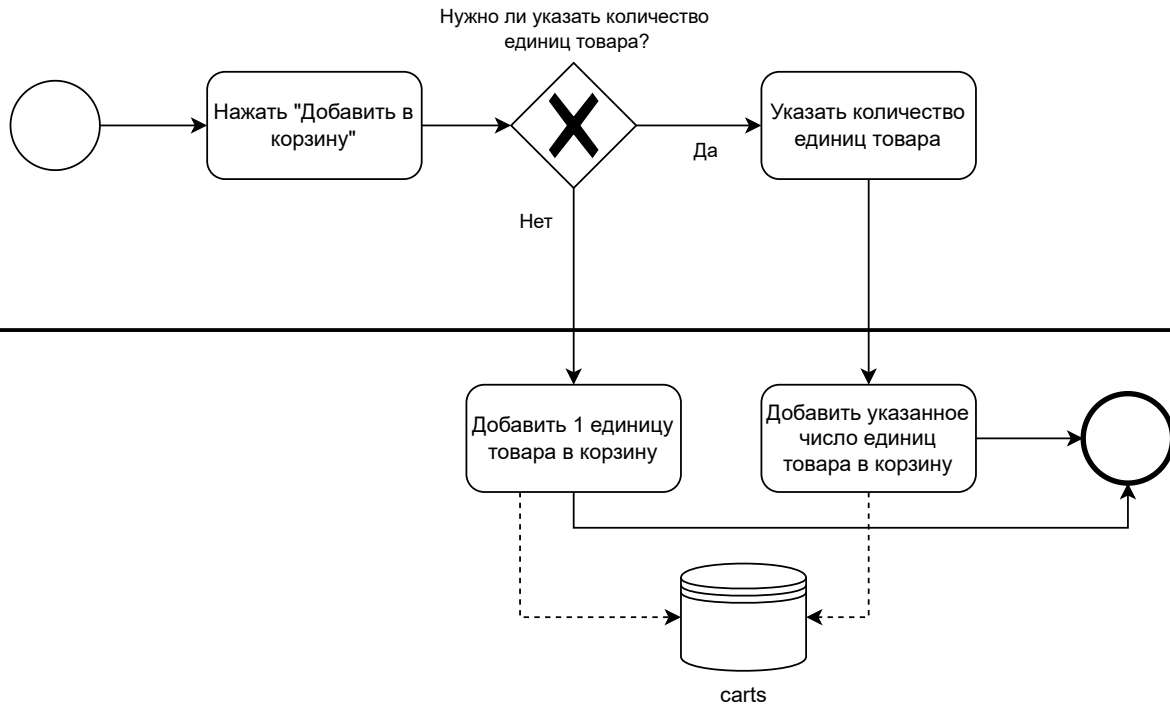 Нужно ли указать количество
единиц товара?
Нажать "Добавить в
корзину"
Указать количество
единиц товара
Да
Нет
Добавить 1 единицу
товара в корзину
Добавить указанное
число единиц
товара в корзину
carts